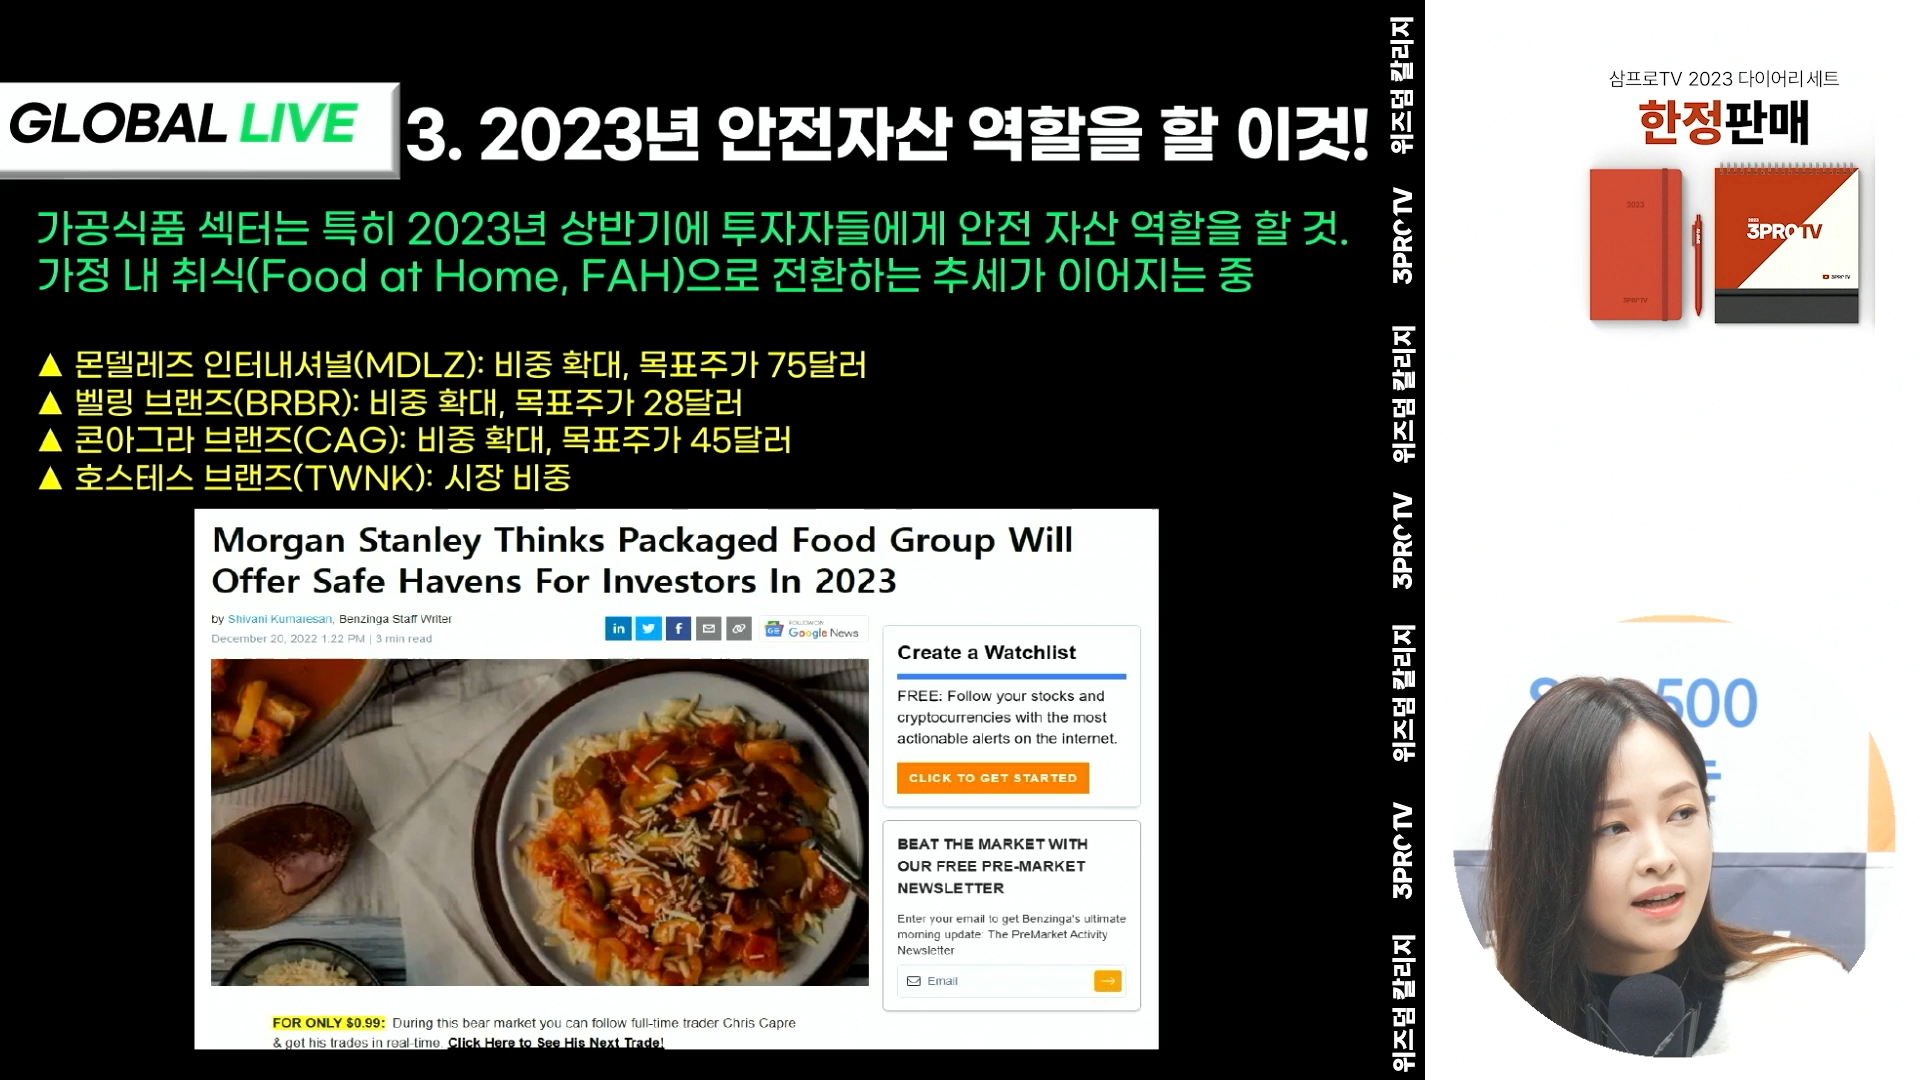 GLOBAL LIVE
3. 2023년 안전자산 역할을 할 이것!
가공식품 섹터는 특히 2023년 상반기에 투자자들에게 안전 자산 역할을 할 것.
가정 내 취식(Food at Home, FAH)으로 전환하는 추세가 이어지는 중
▲ 몬델레즈 인터내셔널(MDLZ): 비중 확대, 목표주가 75달러
▲ 벨링 브랜즈(BRBR): 비중 확대, 목표주가 28달러
▲ 콘아그라 브랜즈(CAG): 비중 확대, 목표주가 45달러
▲ 호스테스 브랜즈(TWNK): 시장 비중
Morgan Stanley Thinks Packaged Food Group Will
Offer Safe Havens For Investors In 2023
by Shivani Kumaresan, Benzinga Staff Writer
December 20, 2022 1:22 PM | 3 min read
FOLLOW ON
Google News
Create a Watchlist
FREE: Follow your stocks and
cryptocurrencies with the most
actionable alerts on the internet.
CLICK TO GET STARTED
BEAT THE MARKET WITH
OUR FREE PRE-MARKET
NEWSLETTER
Enter your email to get Benzinga's ultimate
morning update: The PreMarket Activity
Newsletter
Email
FOR ONLY $0.99: During this bear market you can follow full-time trader Chris Capre
& get his trades in real-time. Click Here to See His Next Trade!
위즈덤 칼리지
3PROTV
위즈덤 칼리지
3PROTV
위즈덤 칼리지
3PROTV
위즈덤 칼리지
삼프로TV 2023 다이어리 세트
한정판매
2023
3PROTV
2023
3PROTV
3PROTV
500